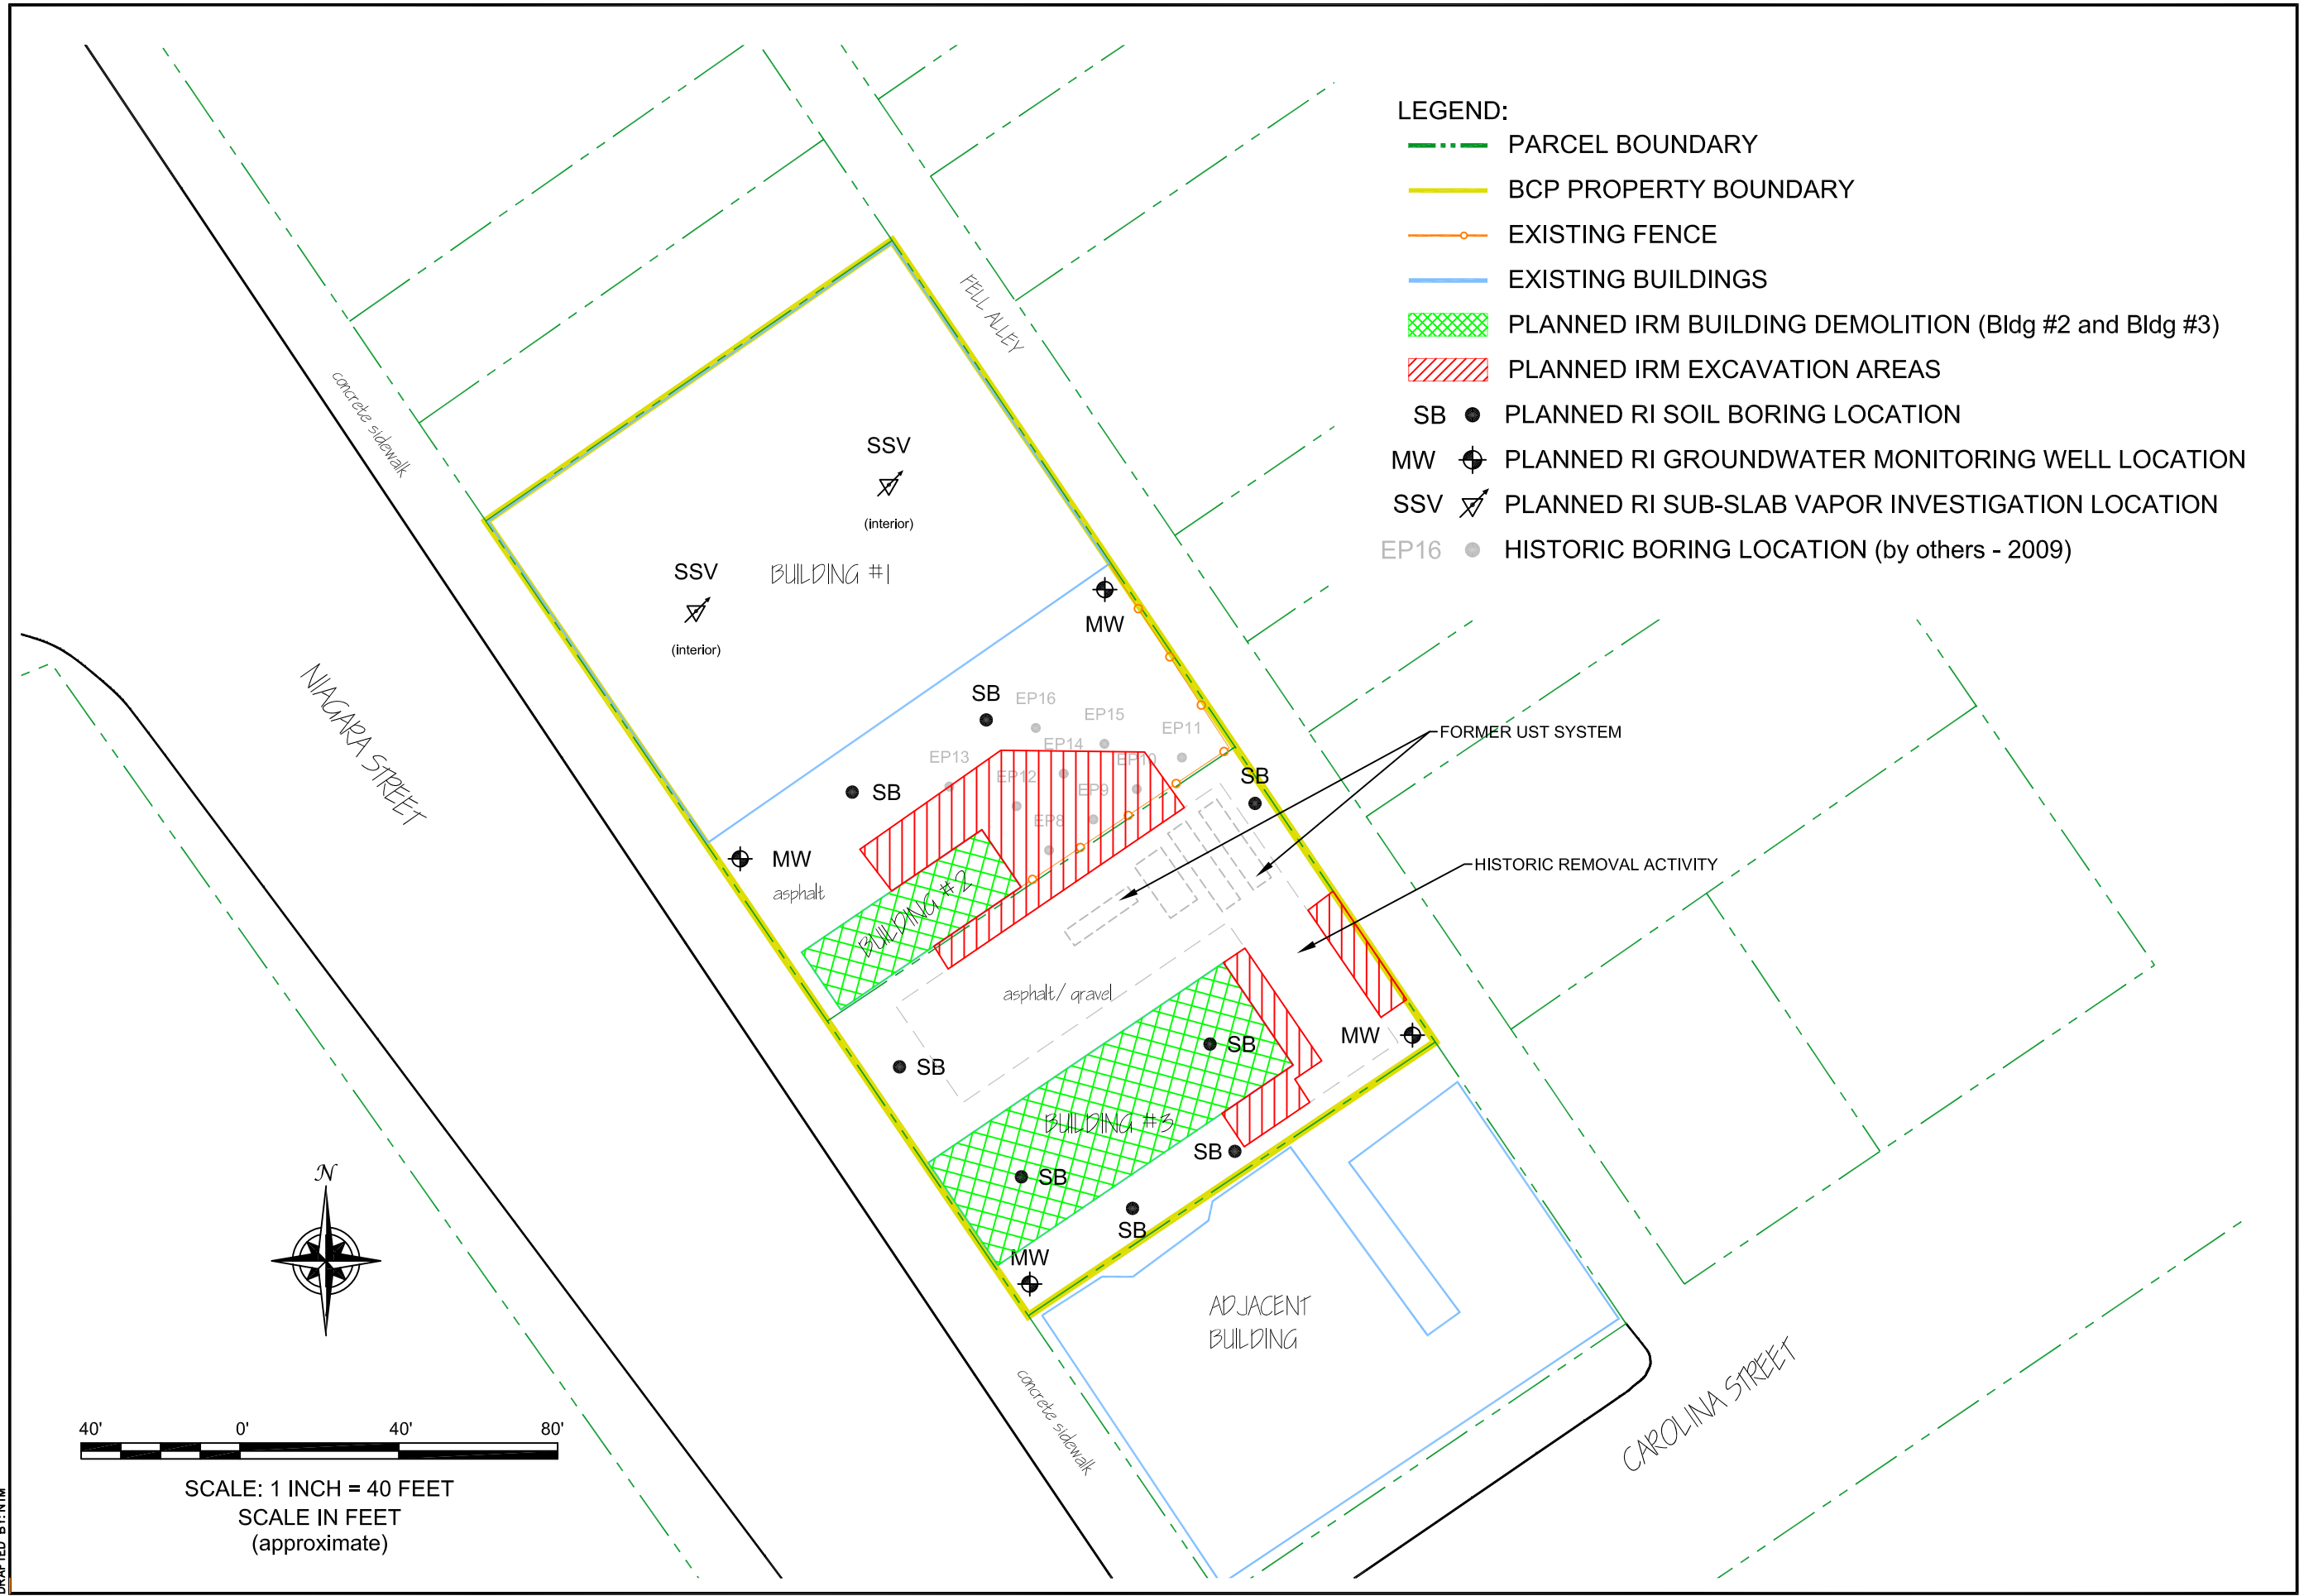 LEGEND:
PARCEL BOUNDARY
BCP PROPERTY BOUNDARY
EXISTING FENCE
EXISTING BUILDINGS
PLANNED IRM BUILDING DEMOLITION (Bldg #2 and Bldg #3)
PLANNED IRM EXCAVATION AREAS
SB PLANNED RI SOIL BORING LOCATION
MW PLANNED RI GROUNDWATER MONITORING WELL LOCATION
SSV PLANNED RI SUB-SLAB VAPOR INVESTIGATION LOCATION
EP16 HISTORIC BORING LOCATION (by others - 2009)
FELL ALLEY
concrete sidewalk
SSV
(interior)
SSV
(interior)
BUILDING #1
MW
NIAGARA STREET
SB
EP16
EP15
EP11
EP14
EP13
EP10
EP12
EP9
EP8
SB
SB
FORMER UST SYSTEM
MW
asphalt
HISTORIC REMOVAL ACTIVITY
BUILDING #2
asphalt/ gravel
MW
SB
SB
BUILDING #3
SB
SB
SB
MW
ADJACENT
BUILDING
concrete sidewalk
CAROLINA STREET
N
40' 0' 40' 80'
SCALE: 1 INCH = 40 FEET
SCALE IN FEET
(approximate)
DRAFTED BY: NTM